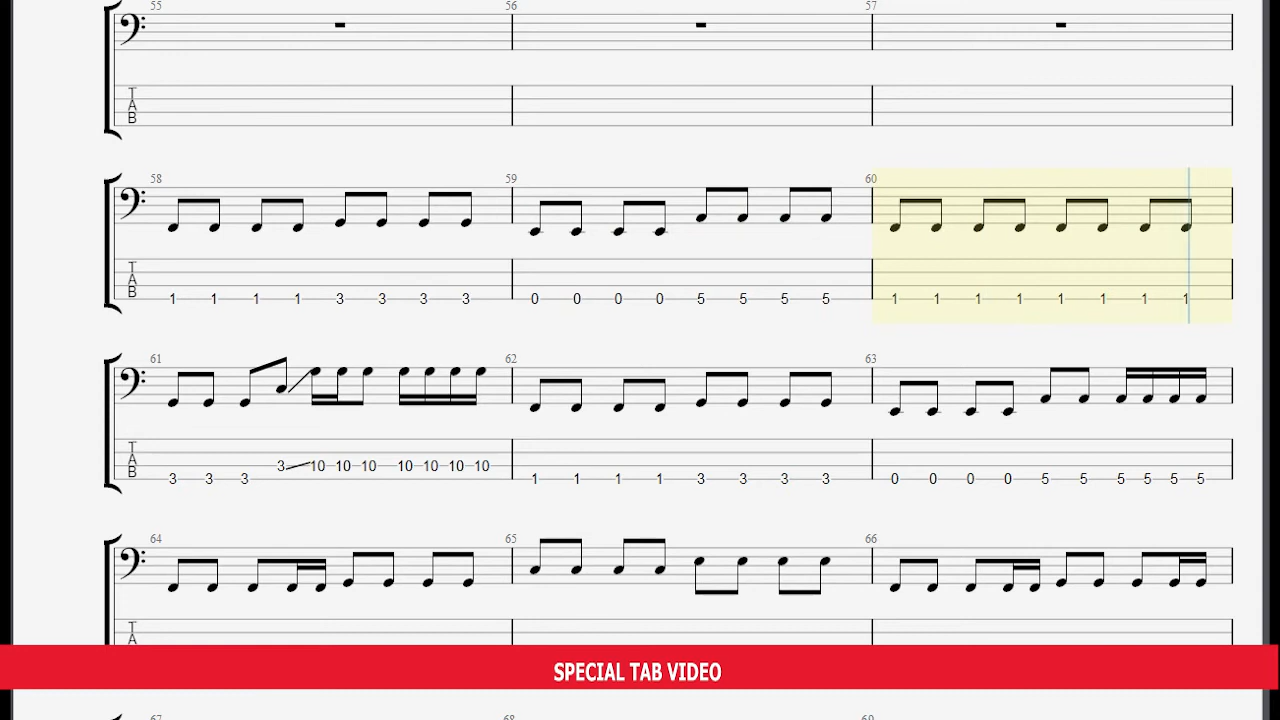 55 56 57
T
A
B
58 59 60
T
A
B
1 1 1 1 3 3 3 3 0 0 0 0 5 5 5 5 1 1 1 1 1 1 1 1
61 62 63
T
A
B
3 10 10 10 10 10 10 10
3 3 3 1 1 1 1 3 3 3 3 0 0 0 0 5 5 5 5 5 5
64 65 66
T
A
SPECIAL TAB VIDEO
67 68 69